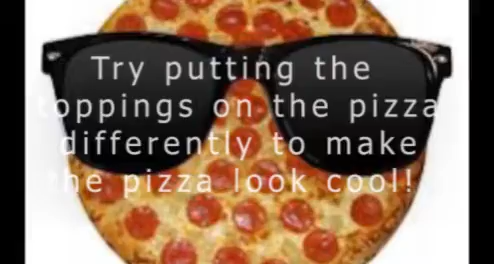 Try putting the
toppings on the pizza
differently to make
the pizza look cool!